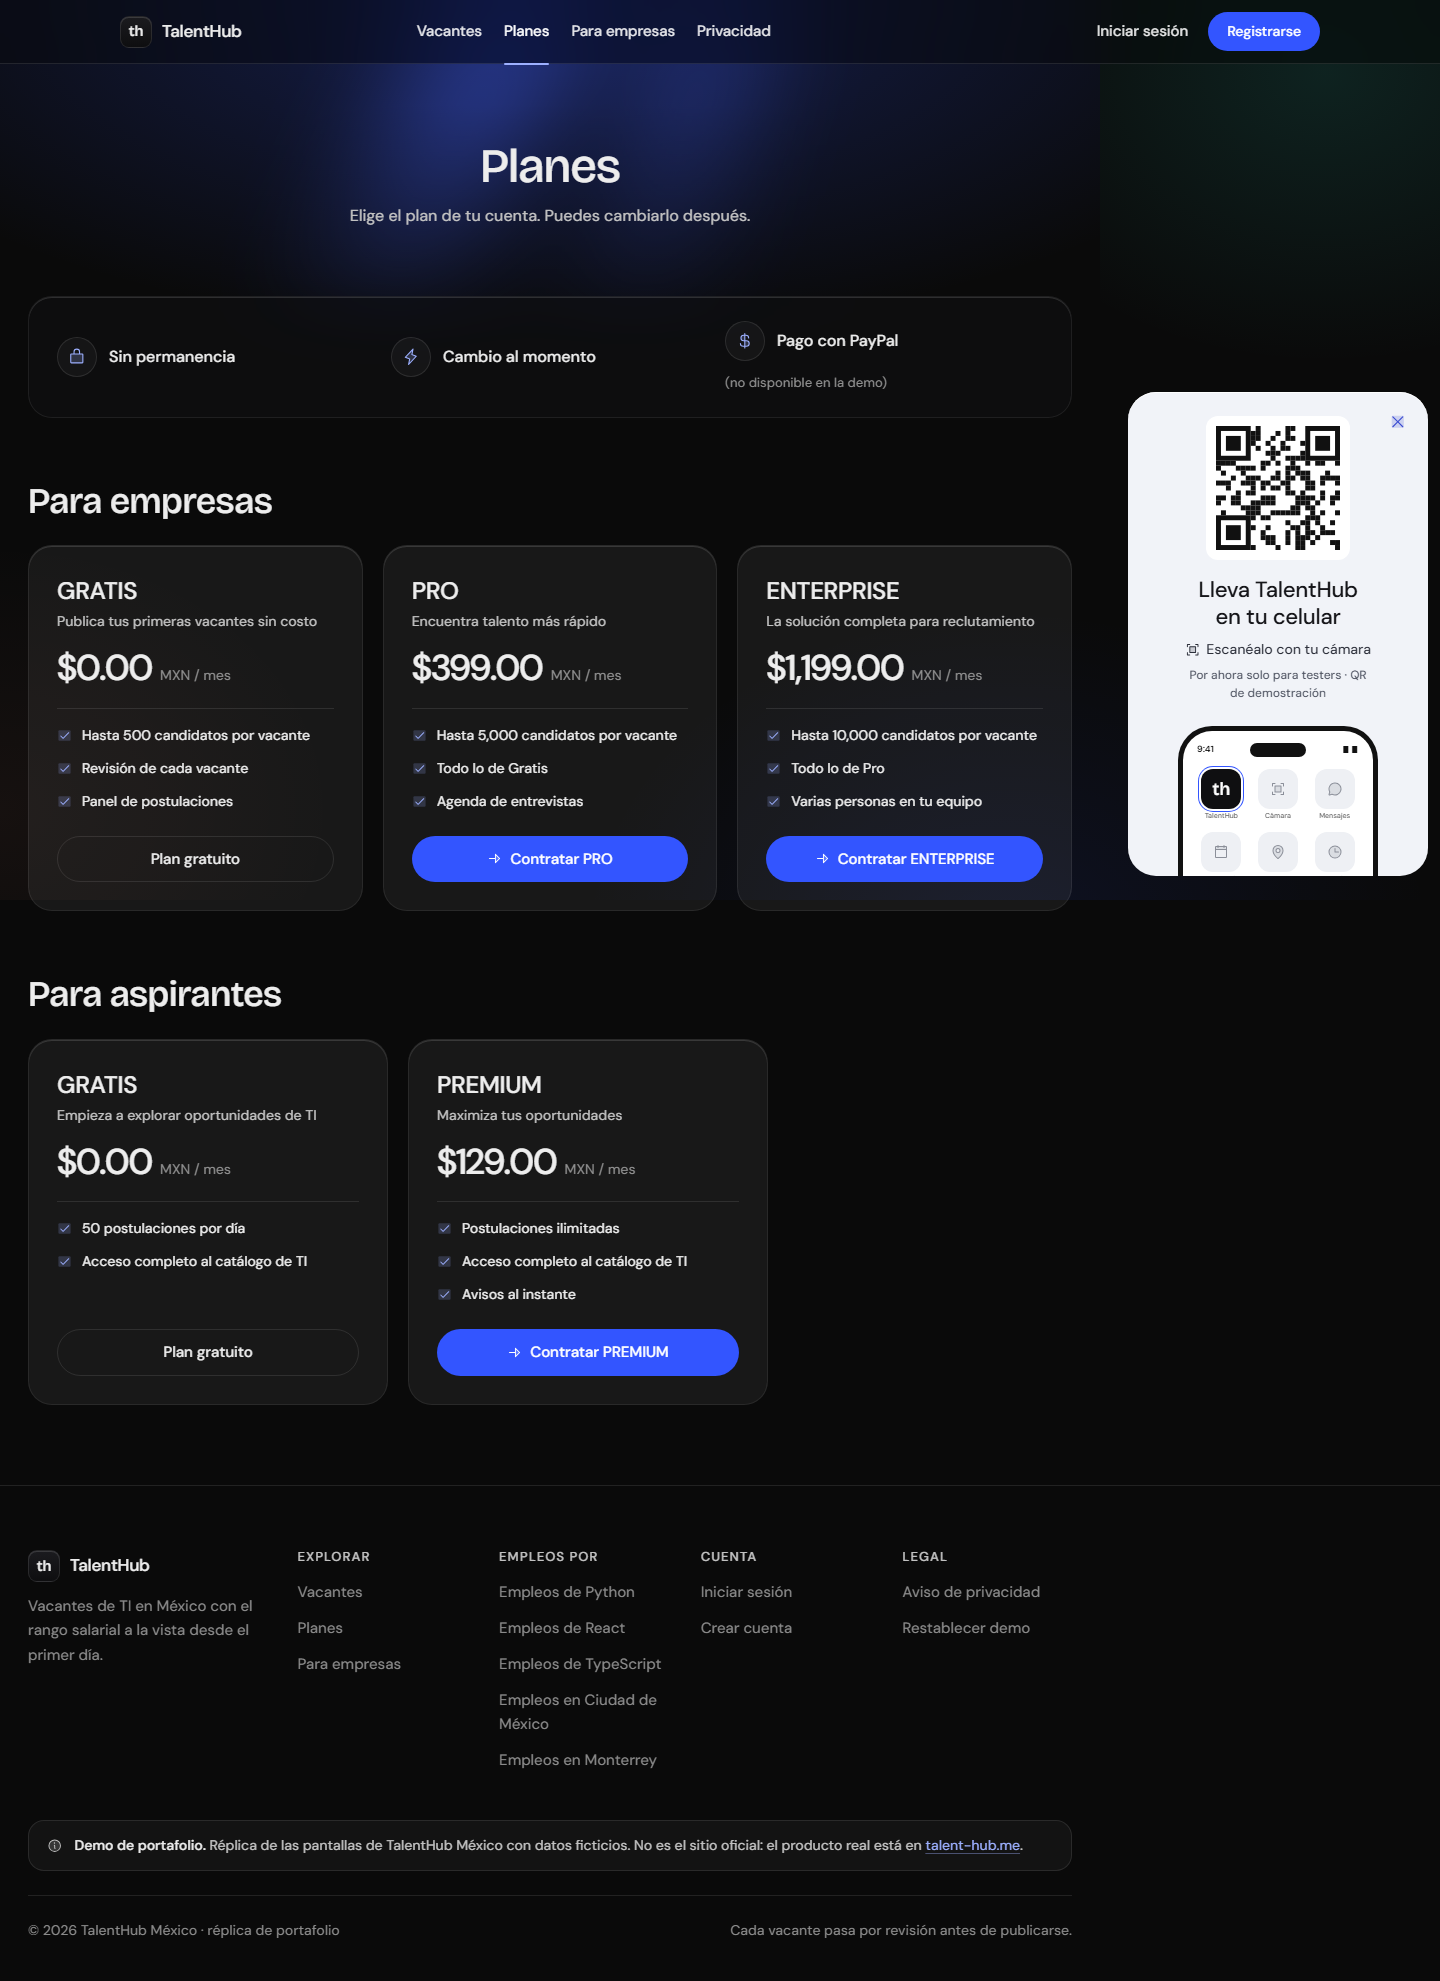 th TalentHub
Vacantes Planes Para empresas Privacidad
Iniciar sesión Registrarse
Planes
Elige el plan de tu cuenta. Puedes cambiarlo después.
Sin permanencia
Cambio al momento
$ Pago con PayPal
(no disponible en la demo)
Para empresas
GRATIS
Publica tus primeras vacantes sin costo
$0.00 MXN / mes
Hasta 500 candidatos por vacante
Revisión de cada vacante
Panel de postulaciones
Plan gratuito
PRO
Encuentra talento más rápido
$399.00 MXN / mes
Hasta 5,000 candidatos por vacante
Todo lo de Gratis
Agenda de entrevistas
Contratar PRO
ENTERPRISE
La solución completa para reclutamiento
$1,199.00 MXN / mes
Hasta 10,000 candidatos por vacante
Todo lo de Pro
Varias personas en tu equipo
Contratar ENTERPRISE
Lleva TalentHub
en tu celular
Escanéalo con tu cámara
Por ahora solo para testers · QR
de demostración
9:41
th
TalentHub Cámara Mensajes
Para aspirantes
GRATIS
Empieza a explorar oportunidades de TI
$0.00 MXN / mes
50 postulaciones por día
Acceso completo al catálogo de TI
Plan gratuito
PREMIUM
Maximiza tus oportunidades
$129.00 MXN / mes
Postulaciones ilimitadas
Acceso completo al catálogo de TI
Avisos al instante
Contratar PREMIUM
th TalentHub
Vacantes de TI en México con el
rango salarial a la vista desde el
primer día.
EXPLORAR
Vacantes
Planes
Para empresas
EMPLEOS POR
Empleos de Python
Empleos de React
Empleos de TypeScript
Empleos en Ciudad de
México
Empleos en Monterrey
CUENTA
Iniciar sesión
Crear cuenta
LEGAL
Aviso de privacidad
Restablecer demo
Demo de portafolio. Réplica de las pantallas de TalentHub México con datos ficticios. No es el sitio oficial: el producto real está en talent-hub.me.
© 2026 TalentHub México · réplica de portafolio
Cada vacante pasa por revisión antes de publicarse.